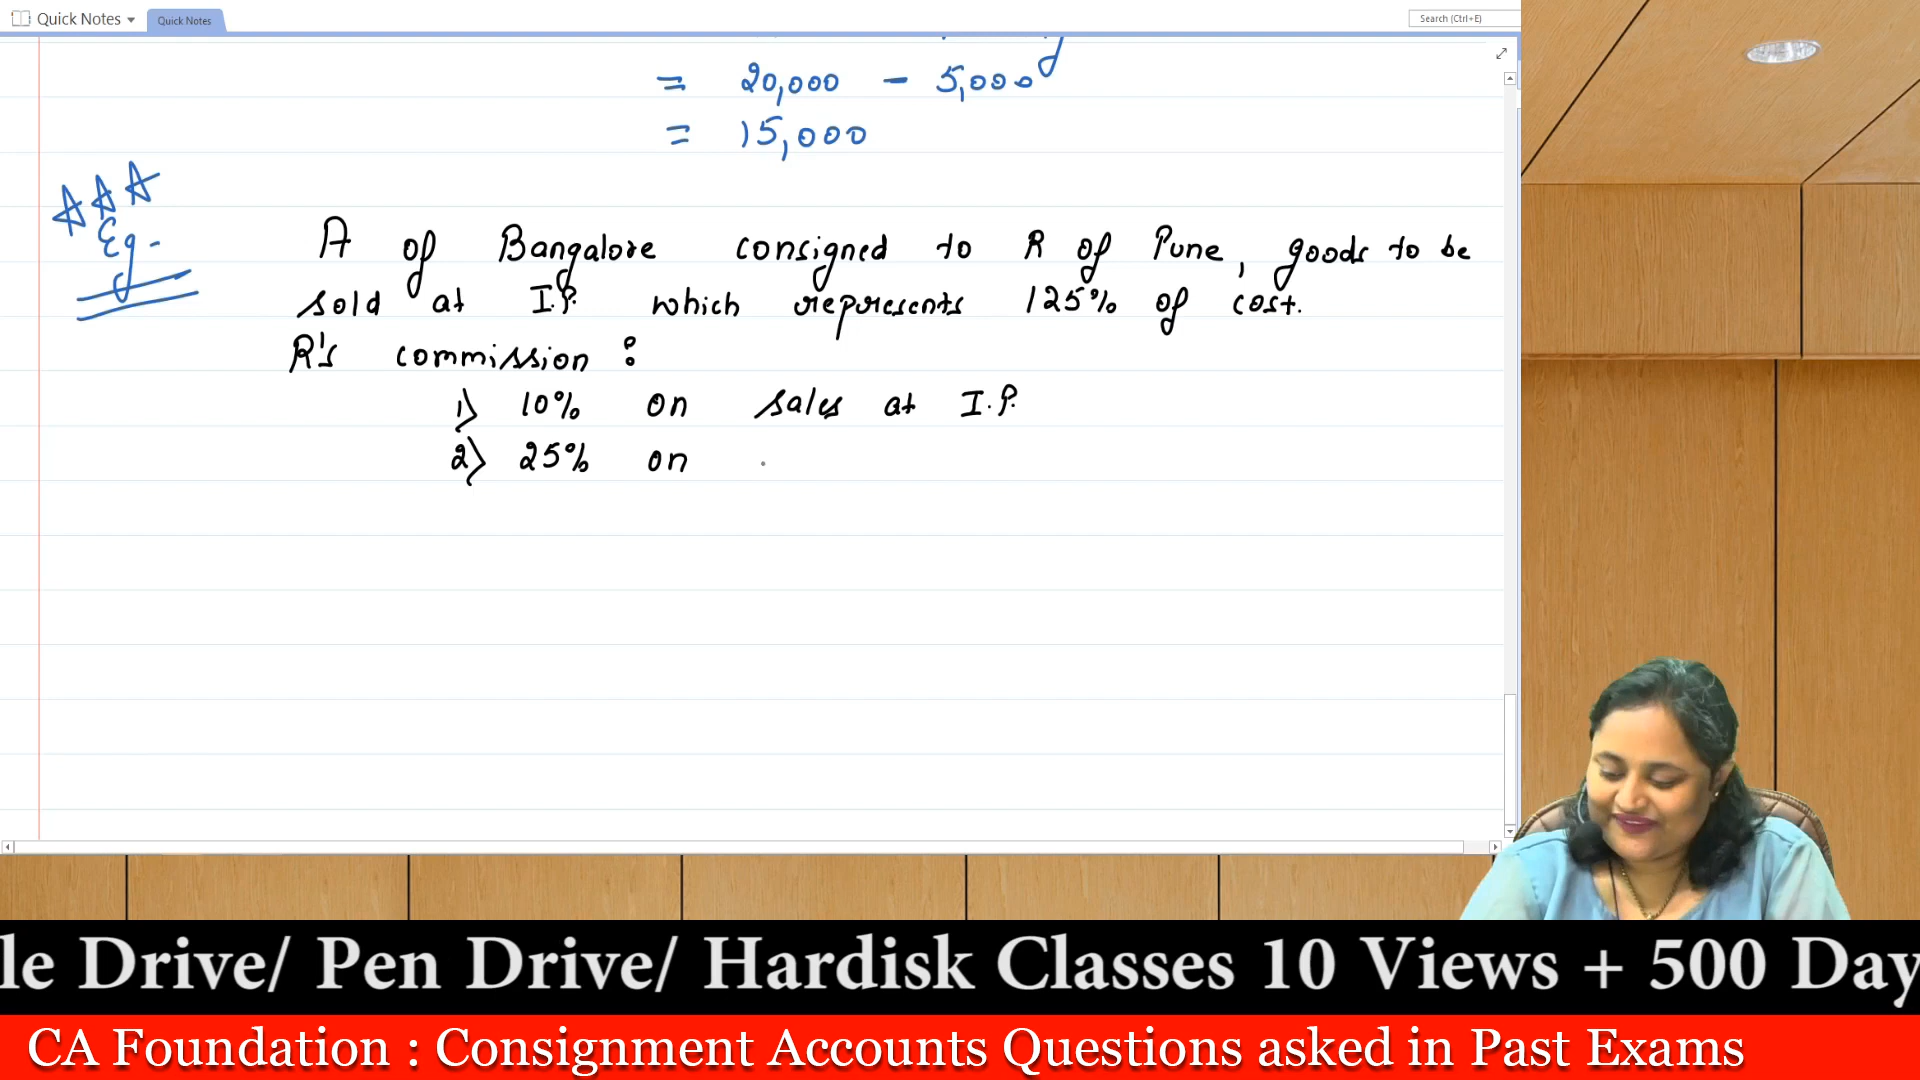 Quick Notes
Quick Notes
Search (Ctrl+E)
= 20,000 - 5,000
= 15,000
Eg -
A of Bangalore consigned to R of Pune, goods to be
sold at I.P. which represents 125% of cost.
R's commission :
1) 10% on sales at I.P.
2) 25% on
le Drive/ Pen Drive/ Hardisk Classes 10 Views + 500 Day
CA Foundation : Consignment Accounts Questions asked in Past Exams